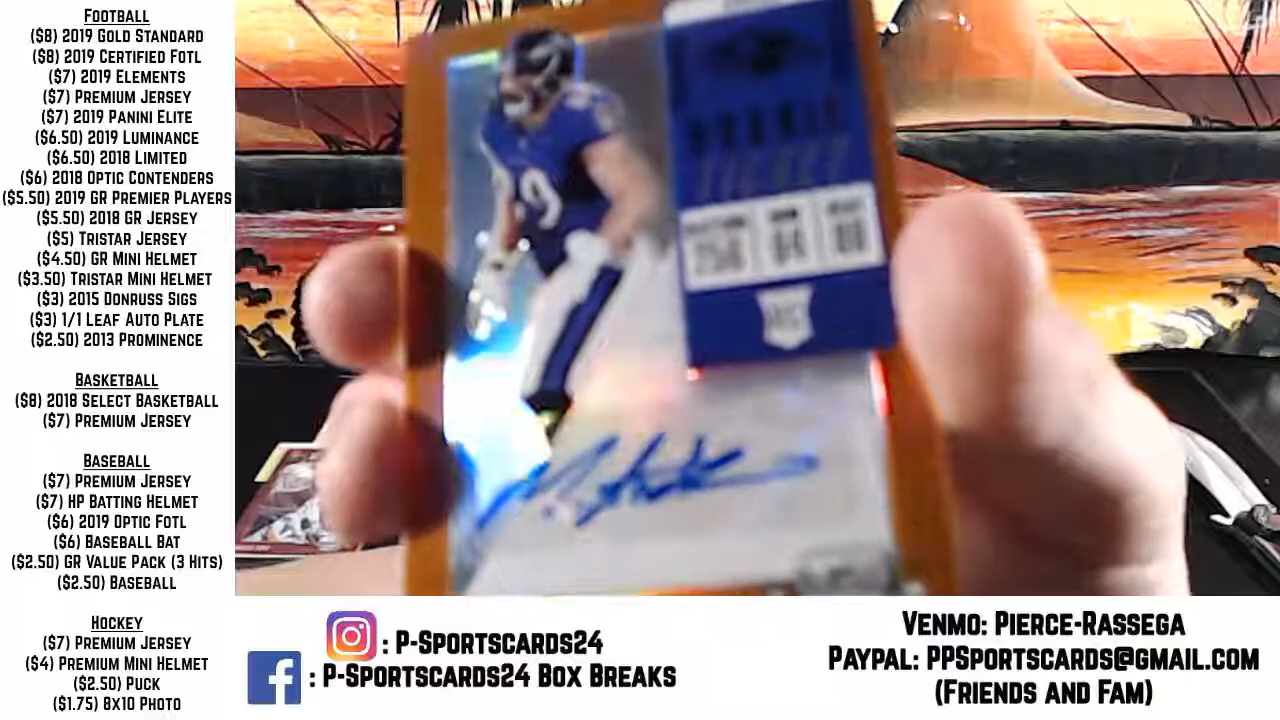 FOOTBALL
($8) 2019 GOLD STANDARD
($8) 2019 CERTIFIED FOTL
($7) 2019 ELEMENTS
($7) PREMIUM JERSEY
($7) 2019 PANINI ELITE
($6.50) 2019 LUMINANCE
($6.50) 2018 LIMITED
($6) 2018 OPTIC CONTENDERS
($5.50) 2019 GR PREMIER PLAYERS
($5.50) 2018 GR JERSEY
($5) TRISTAR JERSEY
($4.50) GR MINI HELMET
($3.50) TRISTAR MINI HELMET
($3) 2015 DONRUSS SIGS
($3) 1/1 LEAF AUTO PLATE
($2.50) 2013 PROMINENCE
BASKETBALL
($8) 2018 SELECT BASKETBALL
($7) PREMIUM JERSEY
BASEBALL
($7) PREMIUM JERSEY
($7) HP BATTING HELMET
($6) 2019 OPTIC FOTL
($6) BASEBALL BAT
($2.50) GR VALUE PACK (3 HITS)
($2.50) BASEBALL
HOCKEY
($7) PREMIUM JERSEY
($4) PREMIUM MINI HELMET
($2.50) PUCK
($1.75) 8X10 PHOTO
ROOKIE
TICKET
RC
: P-SPORTSCARDS24
: P-SPORTSCARDS24 BOX BREAKS
VENMO: PIERCE-RASSEGA
PAYPAL: PPSPORTSCARDS@GMAIL.COM
(FRIENDS AND FAM)